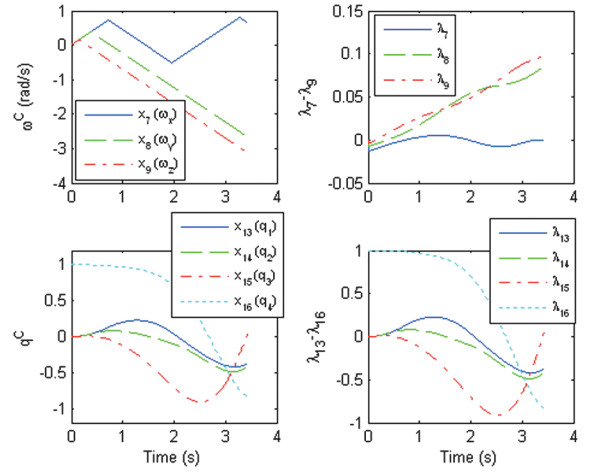 1
0
-1
-2
-3
-4
0 1 2 3 4
ω^C (rad/s)
x_7(ω_x)
x_8(ω_y)
x_9(ω_z)
0.15
0.1
0.05
0
-0.05
0 1 2 3 4
λ_7-λ_9
λ_7
λ_8
λ_9
1
0.5
0
-0.5
-1
0 1 2 3 4
q^C
Time (s)
x_13(q_1)
x_14(q_2)
x_15(q_3)
x_16(q_4)
1
0.5
0
-0.5
-1
0 1 2 3 4
λ_13-λ_16
Time (s)
λ_13
λ_14
λ_15
λ_16